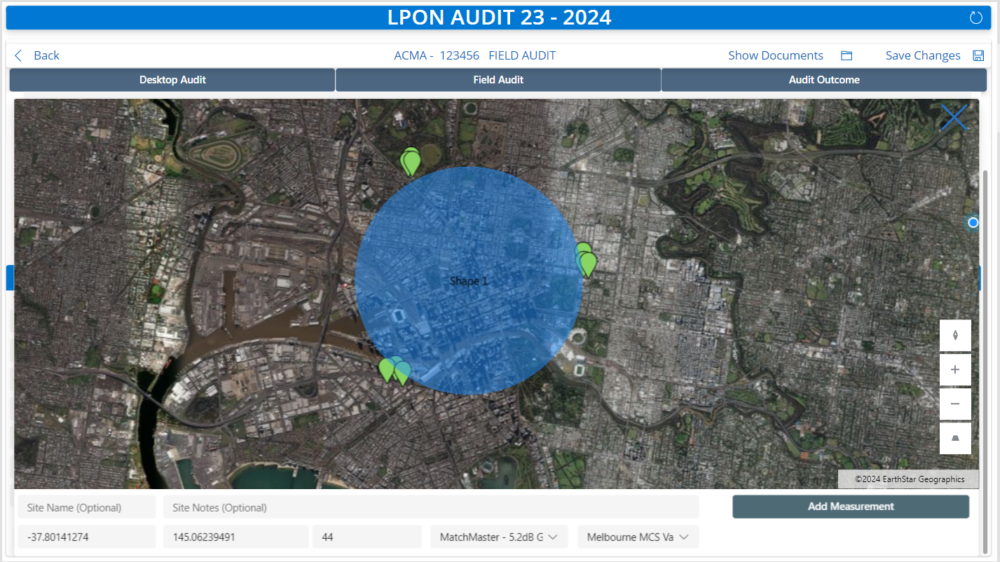 LPON AUDIT 23 - 2024
Back
ACMA - 123456 FIELD AUDIT
Show Documents
Save Changes
Desktop Audit
Field Audit
Audit Outcome
Shape 1
©2024 EarthStar Geographics
Site Name (Optional)
Site Notes (Optional)
Add Measurement
-37.80141274
145.06239491
44
MatchMaster - 5.2dB G
Melbourne MCS Va